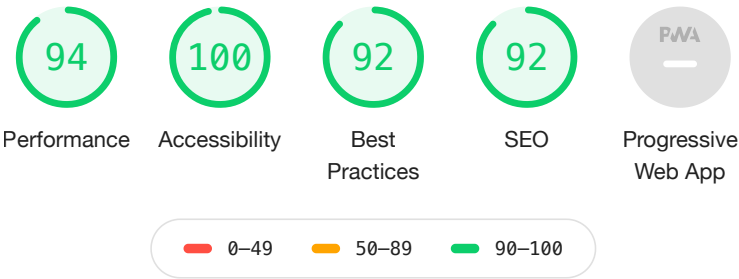 94 100 92 92 PWA
Performance Accessibility Best SEO Progressive
Practices Web App
0–49 50–89 90–100